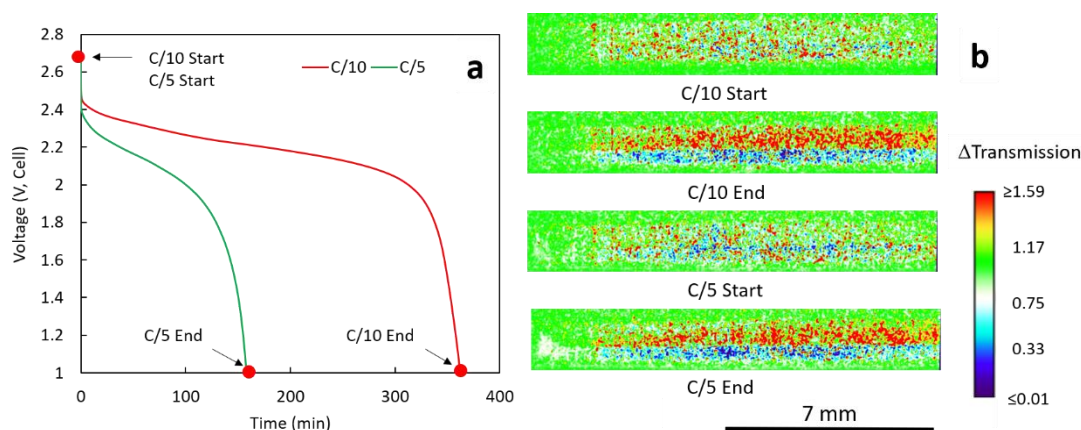 2.8
2.6
2.4
2.2
2
1.8
1.6
1.4
1.2
1
Voltage (V, Cell)
0
100
200
300
400
Time (min)
C/10 Start
C/5 Start
C/10
C/5
a
C/5 End
C/10 End
b
C/10 Start
C/10 End
C/5 Start
C/5 End
7 mm
ΔTransmission
≥1.59
1.17
0.75
0.33
≤0.01